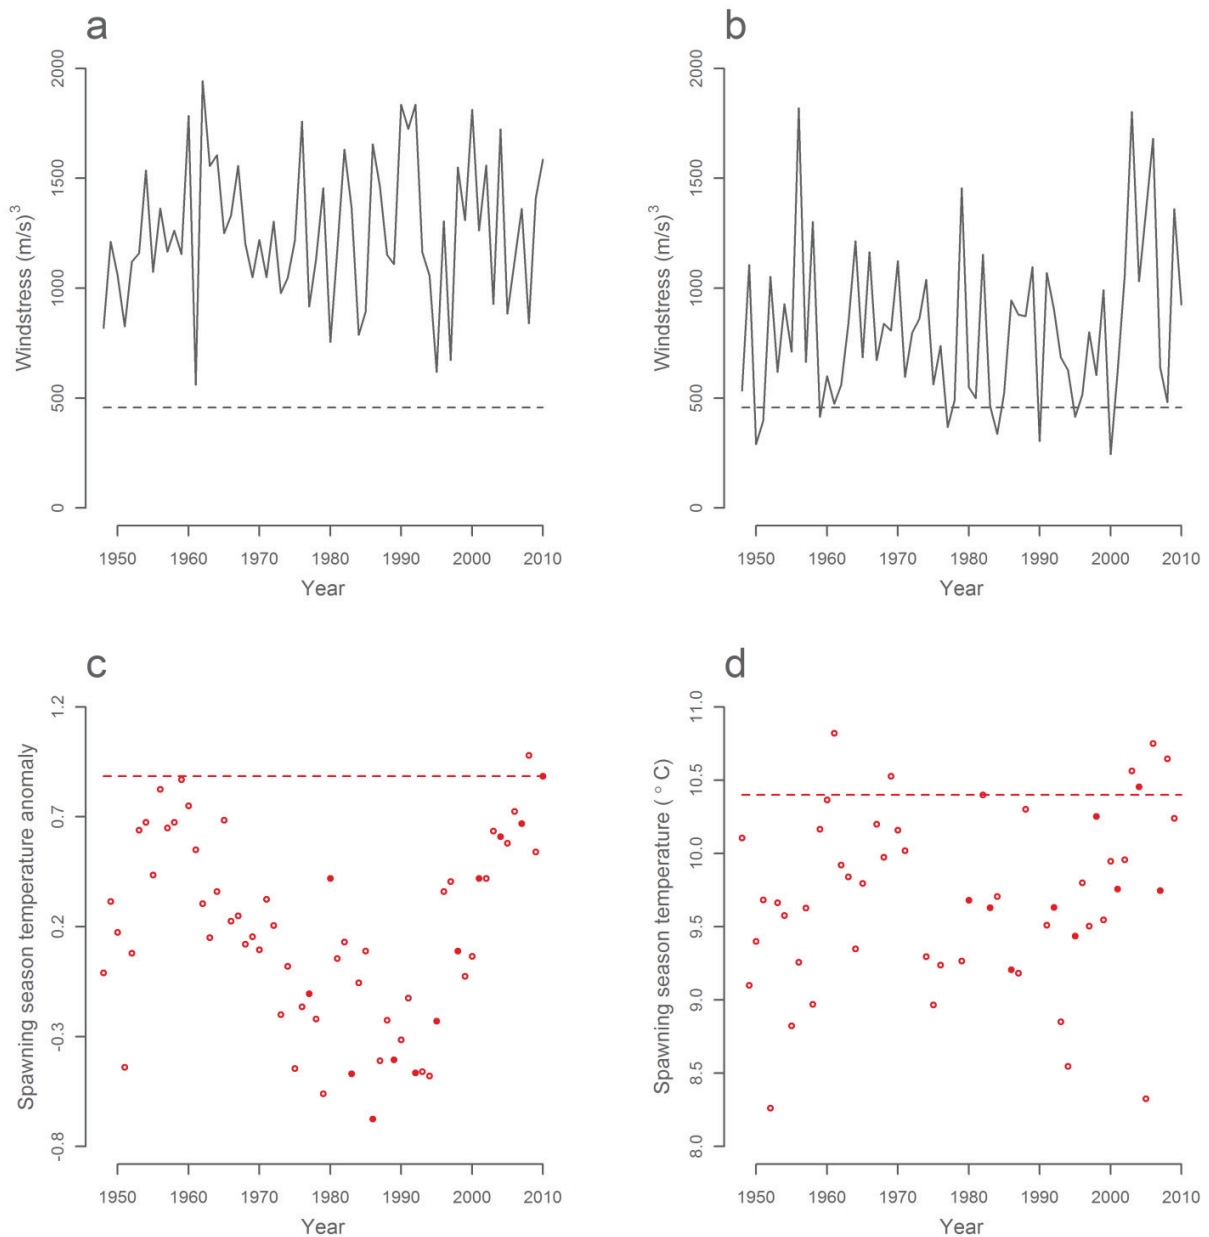 a
Windstress (m/s)³
2000
1500
1000
500
0
1950 1960 1970 1980 1990 2000 2010
Year
b
Windstress (m/s)³
2000
1500
1000
500
0
1950 1960 1970 1980 1990 2000 2010
Year
c
Spawning season temperature anomaly
1.2
0.7
0.2
-0.3
-0.8
1950 1960 1970 1980 1990 2000 2010
Year
d
Spawning season temperature (°C)
11.0
10.5
10.0
9.5
9.0
8.5
8.0
1950 1960 1970 1980 1990 2000 2010
Year